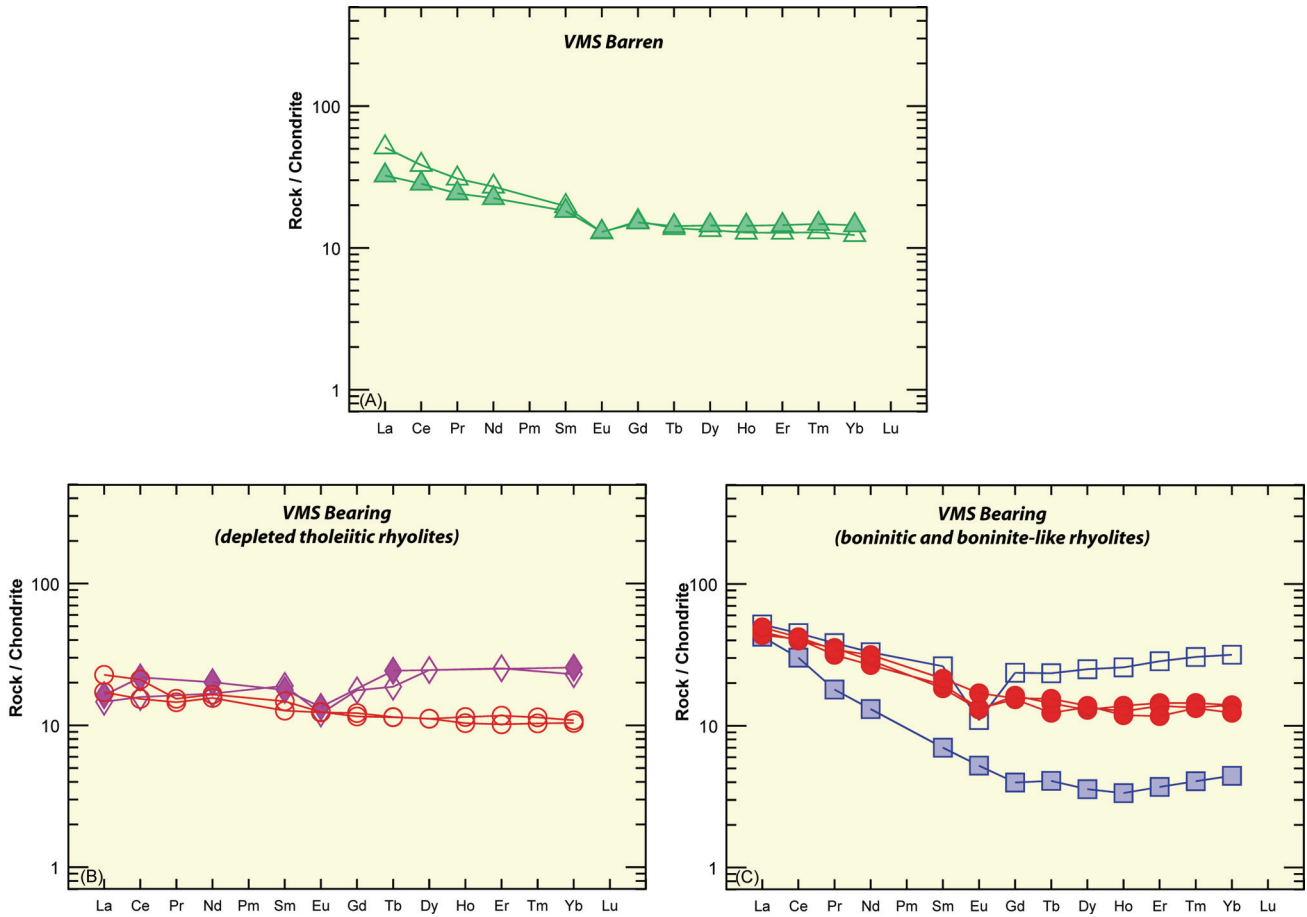 VMS Barren
Rock / Chondrite
100
10
1
(A)
La Ce Pr Nd Pm Sm Eu Gd Tb Dy Ho Er Tm Yb Lu
VMS Bearing
(depleted tholeiitic rhyolites)
Rock / Chondrite
100
10
1
(B)
La Ce Pr Nd Pm Sm Eu Gd Tb Dy Ho Er Tm Yb Lu
VMS Bearing
(boninitic and boninite-like rhyolites)
Rock / Chondrite
100
10
1
(C)
La Ce Pr Nd Pm Sm Eu Gd Tb Dy Ho Er Tm Yb Lu